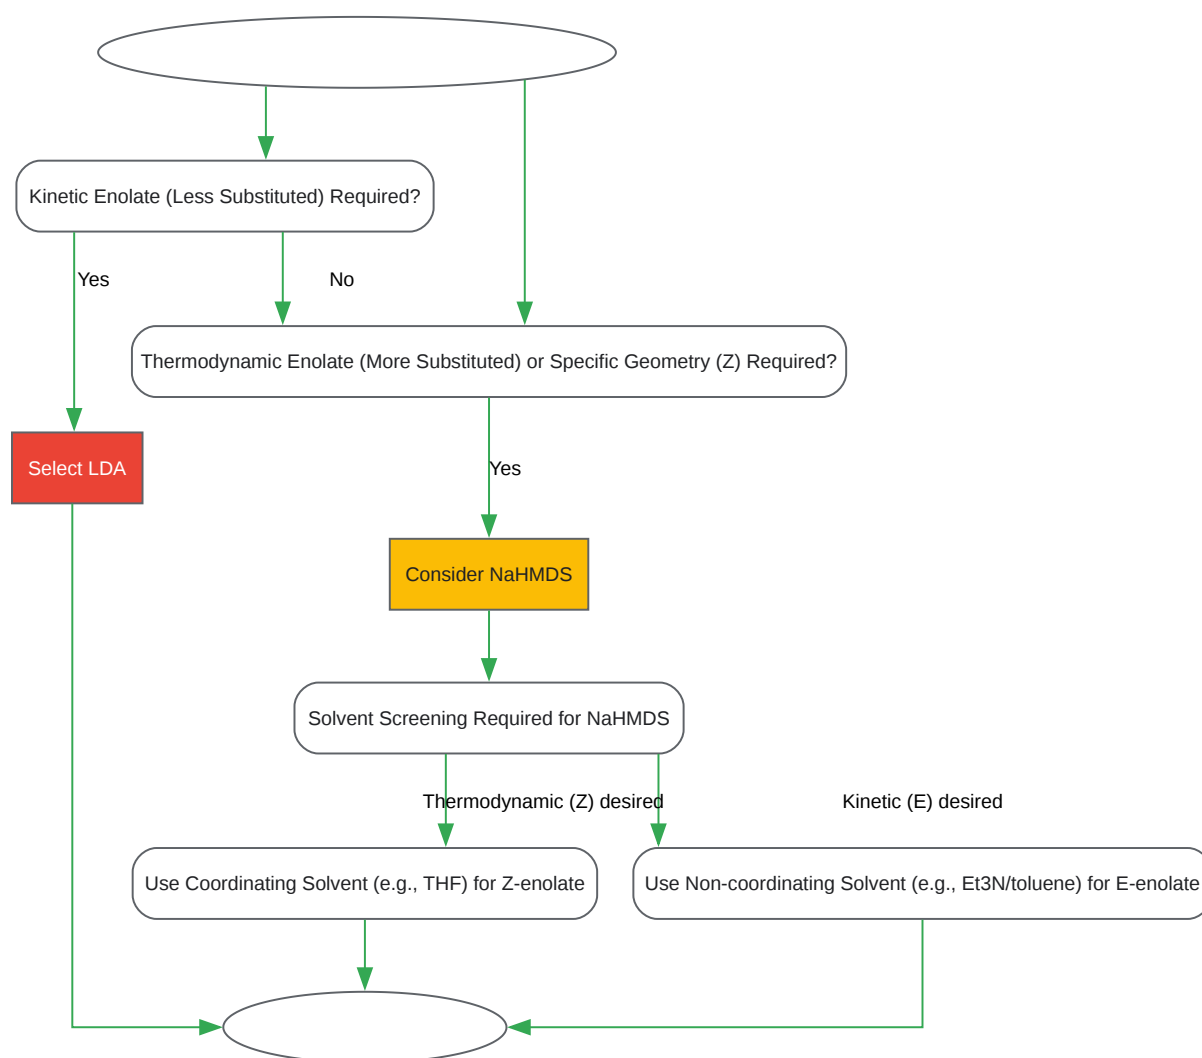 Kinetic Enolate (Less Substituted) Required?
Yes
No
Thermodynamic Enolate (More Substituted) or Specific Geometry (Z) Required?
Select LDA
Yes
Consider NaHMDS
Solvent Screening Required for NaHMDS
Thermodynamic (Z) desired
Kinetic (E) desired
Use Coordinating Solvent (e.g., THF) for Z-enolate
Use Non-coordinating Solvent (e.g., Et3N/toluene) for E-enolate